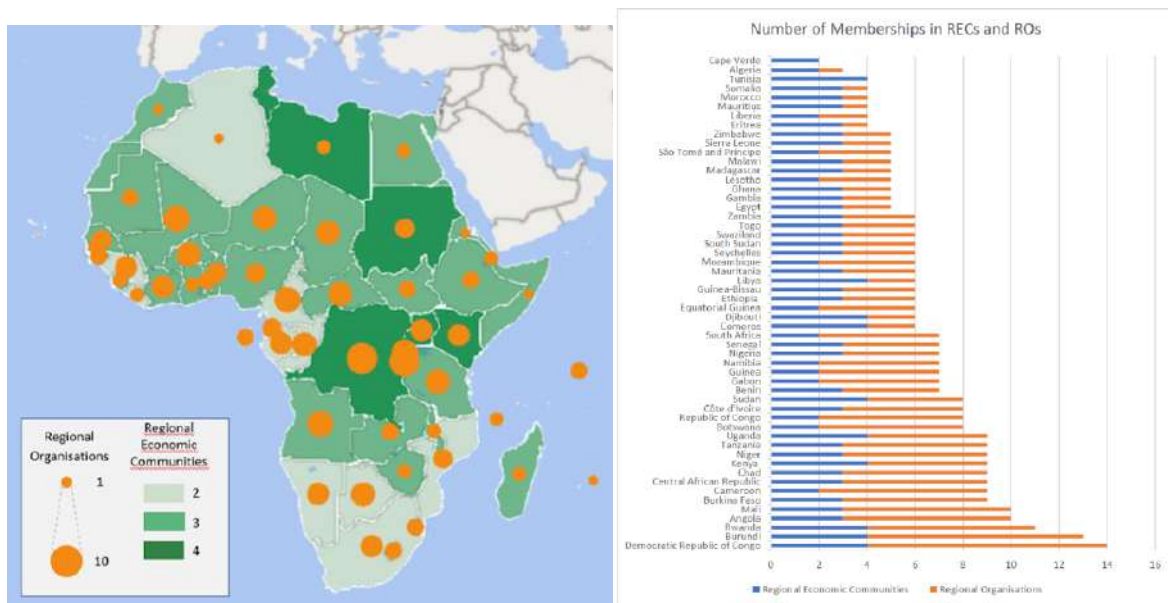 Regional
Organisations
1
10
Regional
Economic
Communities
2
3
4
Number of Memberships in RECs and ROs
Cape Verde
Algeria
Tunisia
Somalia
Morocco
Mauritius
Liberia
Eritrea
Zimbabwe
Sierra Leone
São Tomé and Príncipe
Malawi
Madagascar
Lesotho
Ghana
Gambia
Egypt
Zambia
Togo
Swaziland
South Sudan
Seychelles
Mozambique
Mauritania
Libya
Guinea-Bissau
Ethiopia
Equatorial Guinea
Djibouti
Comoros
South Africa
Senegal
Nigeria
Namibia
Guinea
Gabon
Benin
Sudan
Côte d'Ivoire
Republic of Congo
Botswana
Uganda
Tanzania
Niger
Kenya
Chad
Central African Republic
Cameroon
Burkina Faso
Mali
Angola
Rwanda
Burundi
Democratic Republic of Congo
0 2 4 6 8 10 12 14 16
Regional Economic Communities Regional Organisations